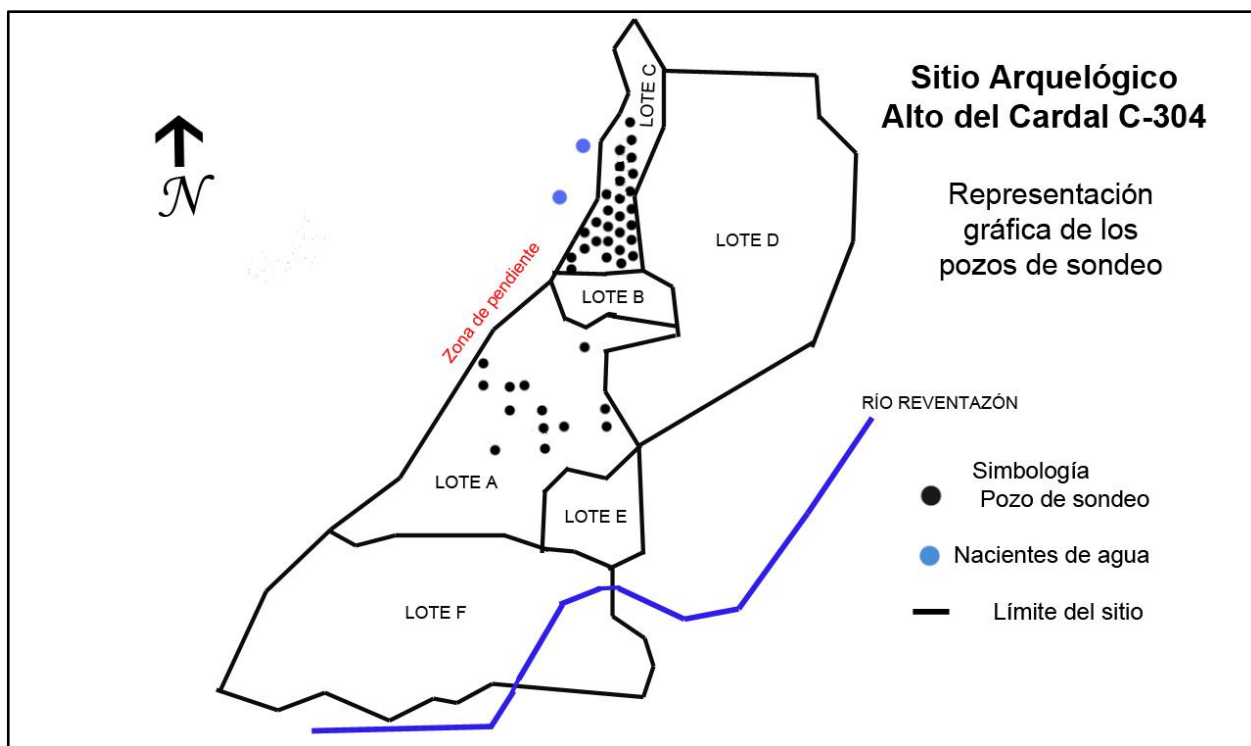 Sitio Arquelógico
Alto del Cardal C-304
Representación
gráfica de los
pozos de sondeo
N
LOTE C
LOTE D
LOTE B
Zona de pendiente
LOTE A
LOTE E
LOTE F
RÍO REVENTAZÓN
Simbología
Pozo de sondeo
Nacientes de agua
Límite del sitio